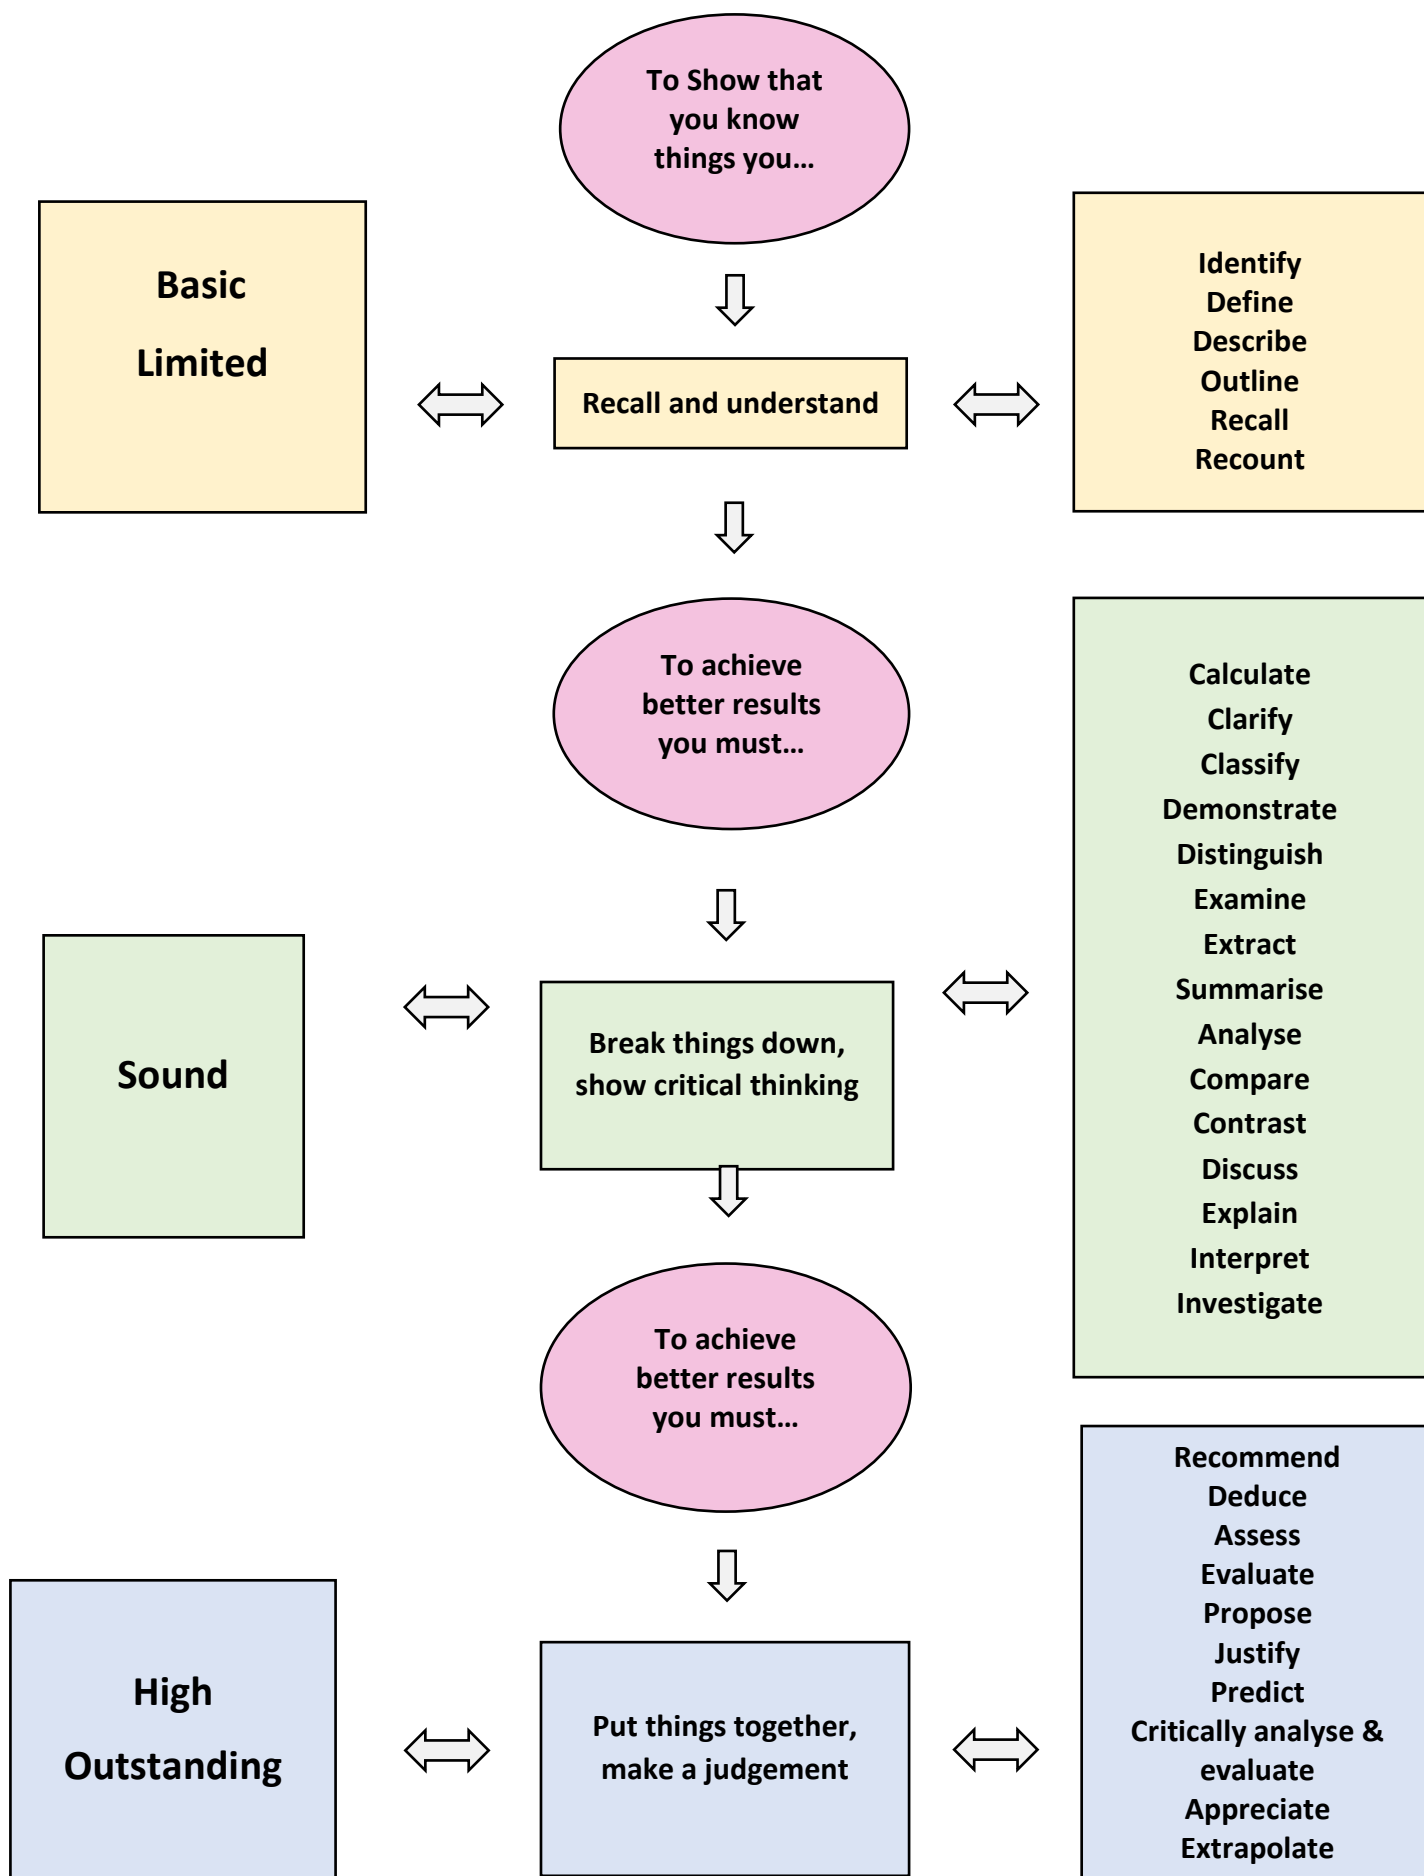 To Show that
you know
things you…
Basic
Limited
Recall and understand
Identify
Define
Describe
Outline
Recall
Recount
To achieve
better results
you must…
Sound
Break things down,
show critical thinking
Calculate
Clarify
Classify
Demonstrate
Distinguish
Examine
Extract
Summarise
Analyse
Compare
Contrast
Discuss
Explain
Interpret
Investigate
To achieve
better results
you must…
High
Outstanding
Put things together,
make a judgement
Recommend
Deduce
Assess
Evaluate
Propose
Justify
Predict
Critically analyse &
evaluate
Appreciate
Extrapolate